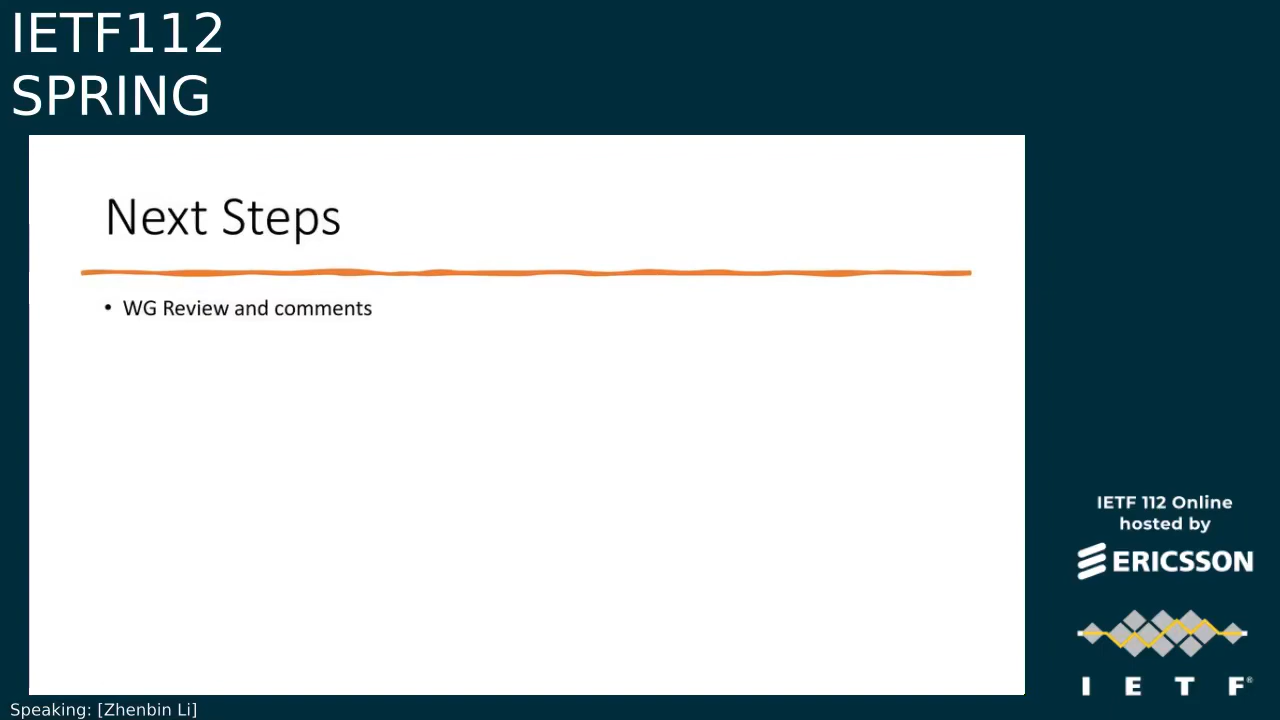 IETF112
SPRING
Next Steps
• WG Review and comments
IETF 112 Online
hosted by
ERICSSON
I E T F®
Speaking: [Zhenbin Li]